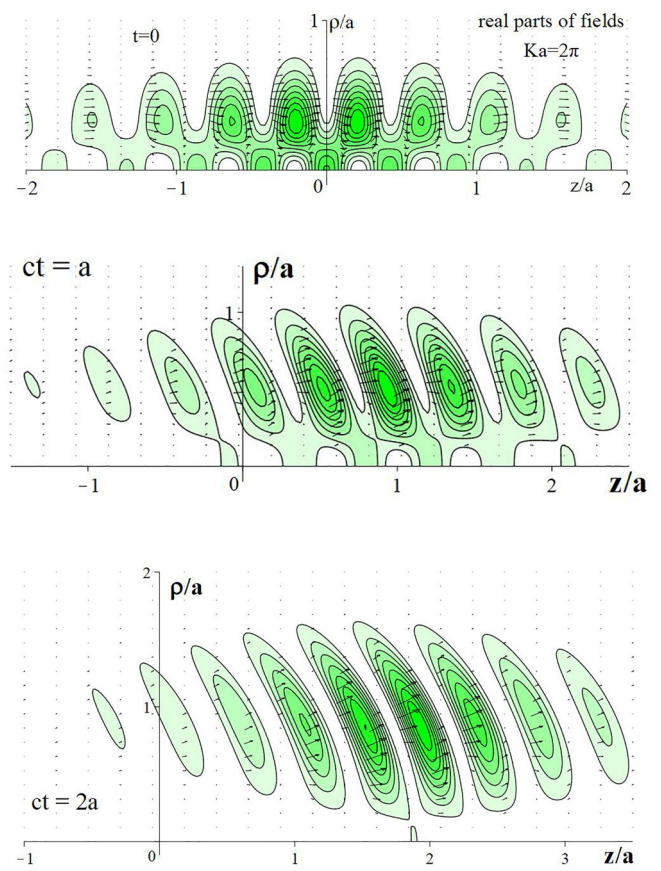 1 ρ/a real parts of fields
t=0
Ka=2π
−2 −1 0 1 z/a 2
ct = a ρ/a
1
−1 0 1 2 z/a
2
ρ/a
1
ct = 2a
−1 0 1 2 3 z/a